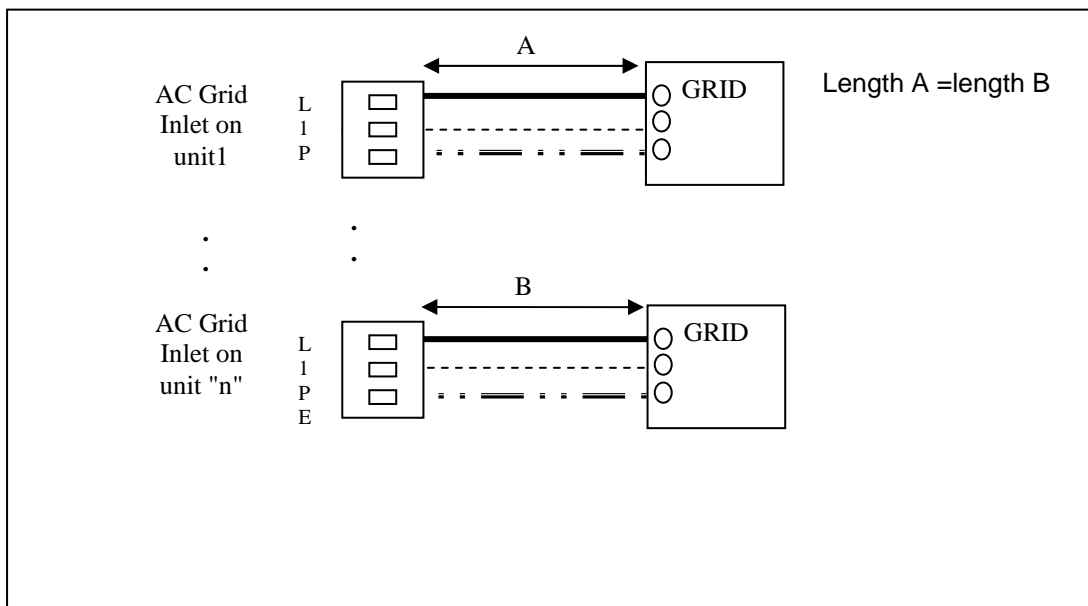 A
AC Grid
Inlet on
unit1
L
1
P
GRID
Length A =length B
B
AC Grid
Inlet on
unit "n"
L
1
P
E
GRID